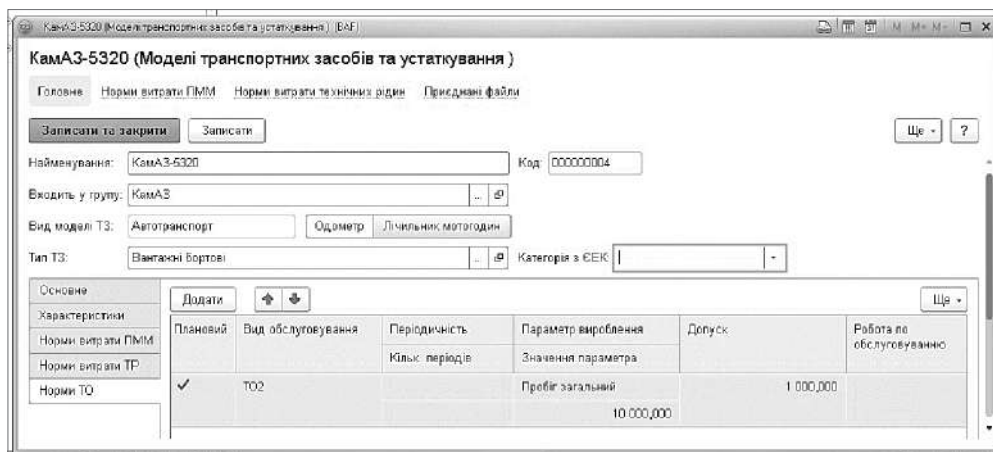 КамАЗ-5320 (Моделі транспортних засобів та устаткування ) (BAF)
M M+ M-
КамАЗ-5320 (Моделі транспортних засобів та устаткування )
Головне Норми витрати ПММ Норми витрати технічних рідин Приєднані файли
Записати та закрити Записати Ще ?
Найменування: КамАЗ-5320 Код: 000000004
Входить у групу: КамАЗ ...
Вид моделі ТЗ: Автотранспорт Одометр Лічильник мотогодин
Тип ТЗ: Вантажні бортові ... Категорія з ЄЕК:
Основне
Характеристики
Норми витрати ПММ
Норми витрати ТР
Норми ТО
Додати Ще
Плановий Вид обслуговування Періодичність Параметр вироблення Допуск Робота по обслуговуванню
Кільк. періодів Значення параметра
ТО2 Пробіг загальний 1 000,000
10 000,000